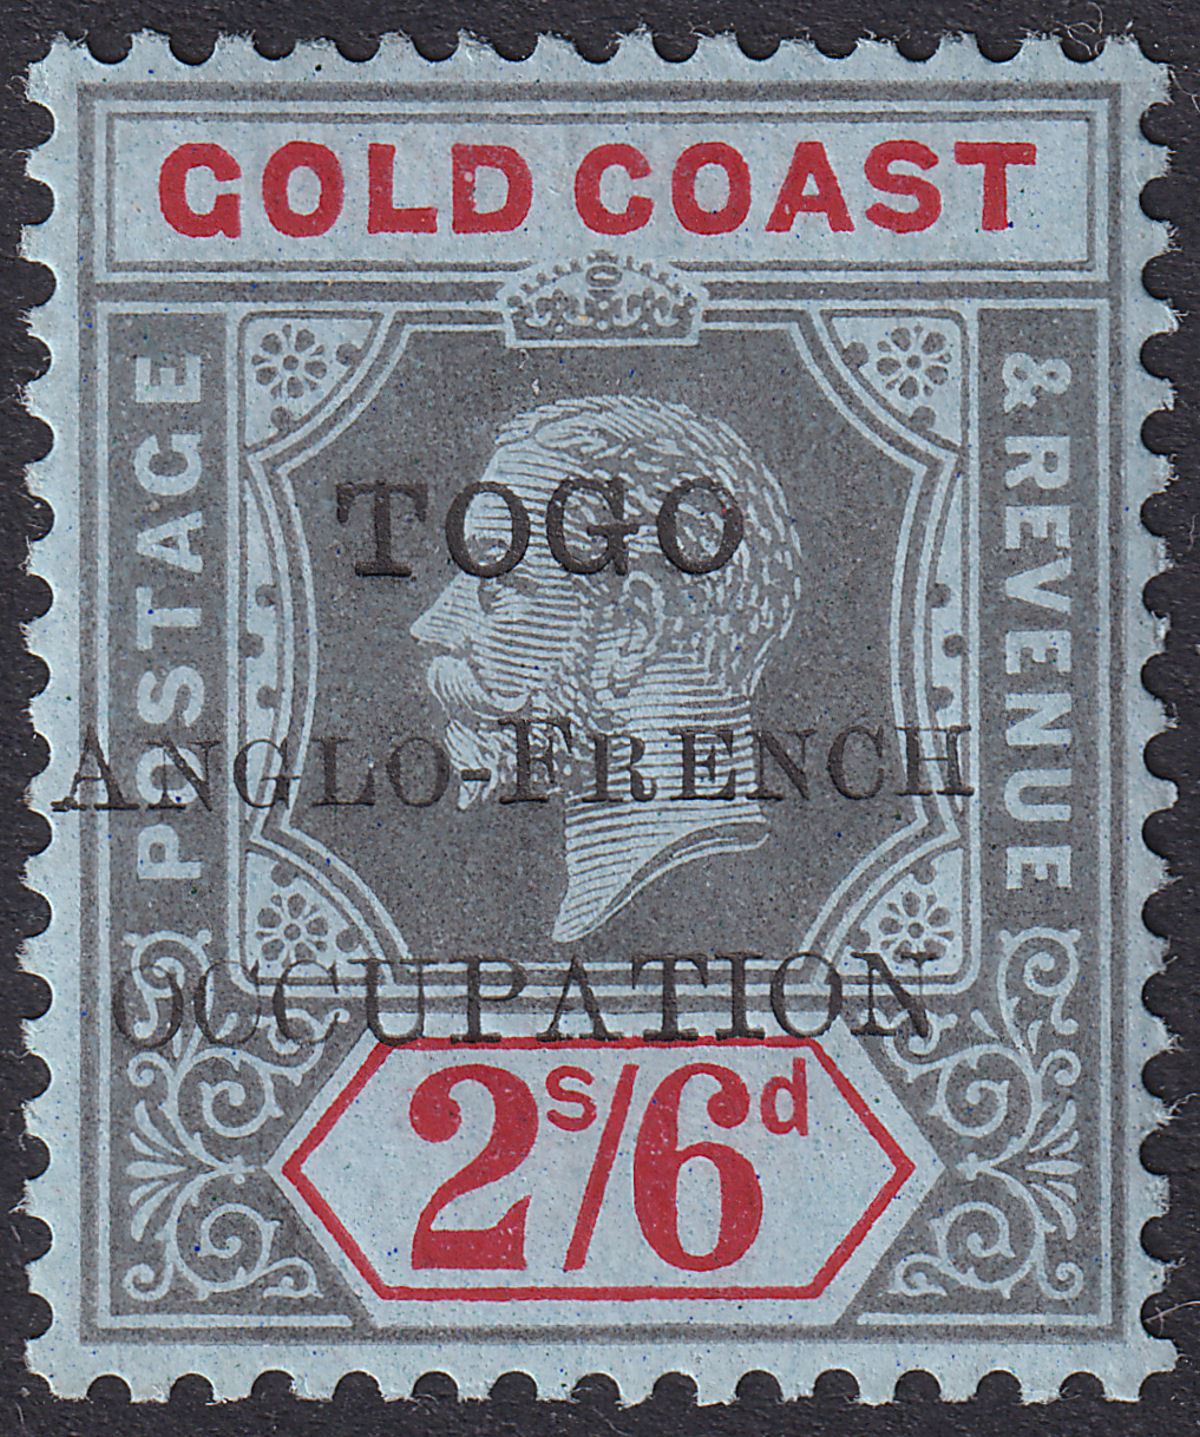 GOLD COAST
POSTAGE
& REVENUE
TOGO
ANGLO-FRENCH
OCCUPATION
2s/6d